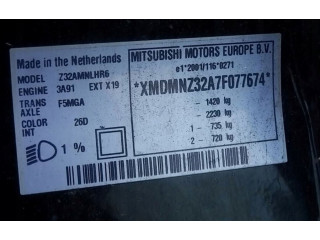 Made in the Netherlands
MODEL Z32AMNLHR6
ENGINE 3A91 EXT X19
TRANS AXLE F5MGA
COLOR INT 26D
1 %
MITSUBISHI MOTORS EUROPE B.V.
e1*2001/116*0271
*XMDMNZ32A7F077674*
- 1420 kg
- 2230 kg
1 - 735 kg
2 - 720 kg